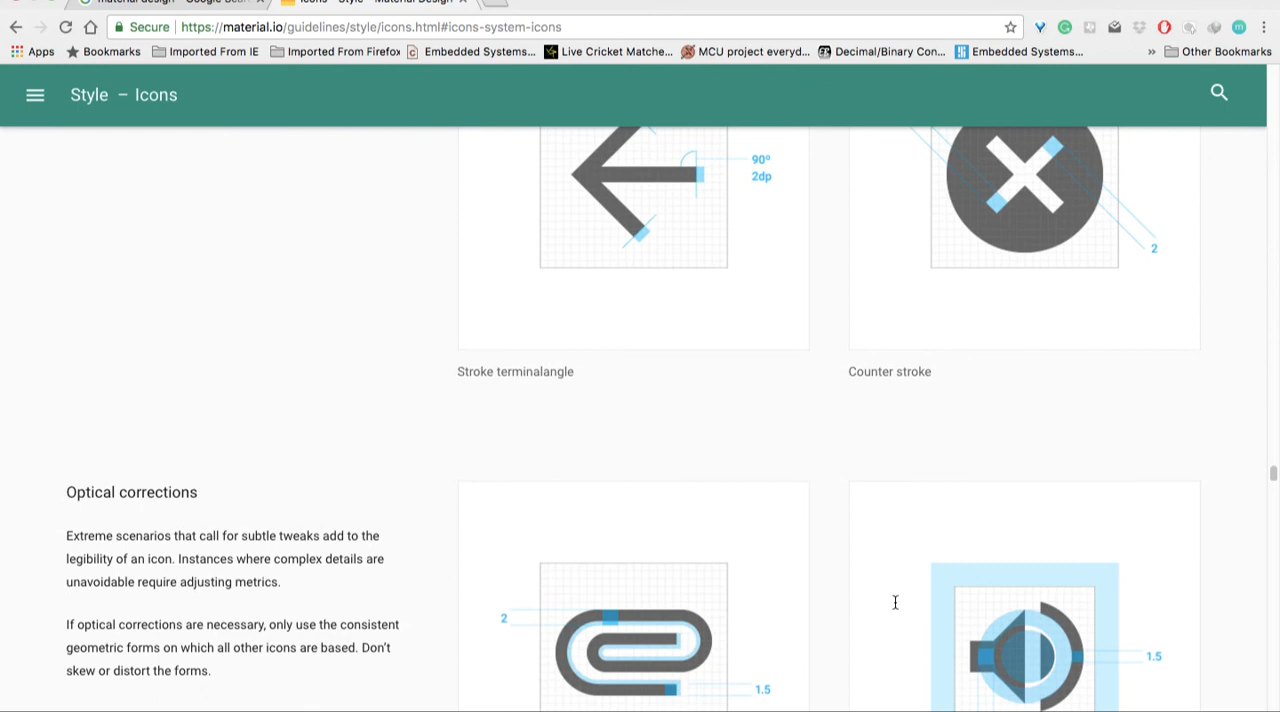 Secure https://material.io/guidelines/style/icons.html#icons-system-icons
Apps Bookmarks Imported From IE Imported From Firefox Embedded Systems... Live Cricket Matche... MCU project everyd... Decimal/Binary Con... Embedded Systems... » Other Bookmarks
Style – Icons
90º
2dp
2
Stroke terminalangle
Counter stroke
Optical corrections
Extreme scenarios that call for subtle tweaks add to the
legibility of an icon. Instances where complex details are
unavoidable require adjusting metrics.
If optical corrections are necessary, only use the consistent
geometric forms on which all other icons are based. Don't
skew or distort the forms.
2
1.5
1.5